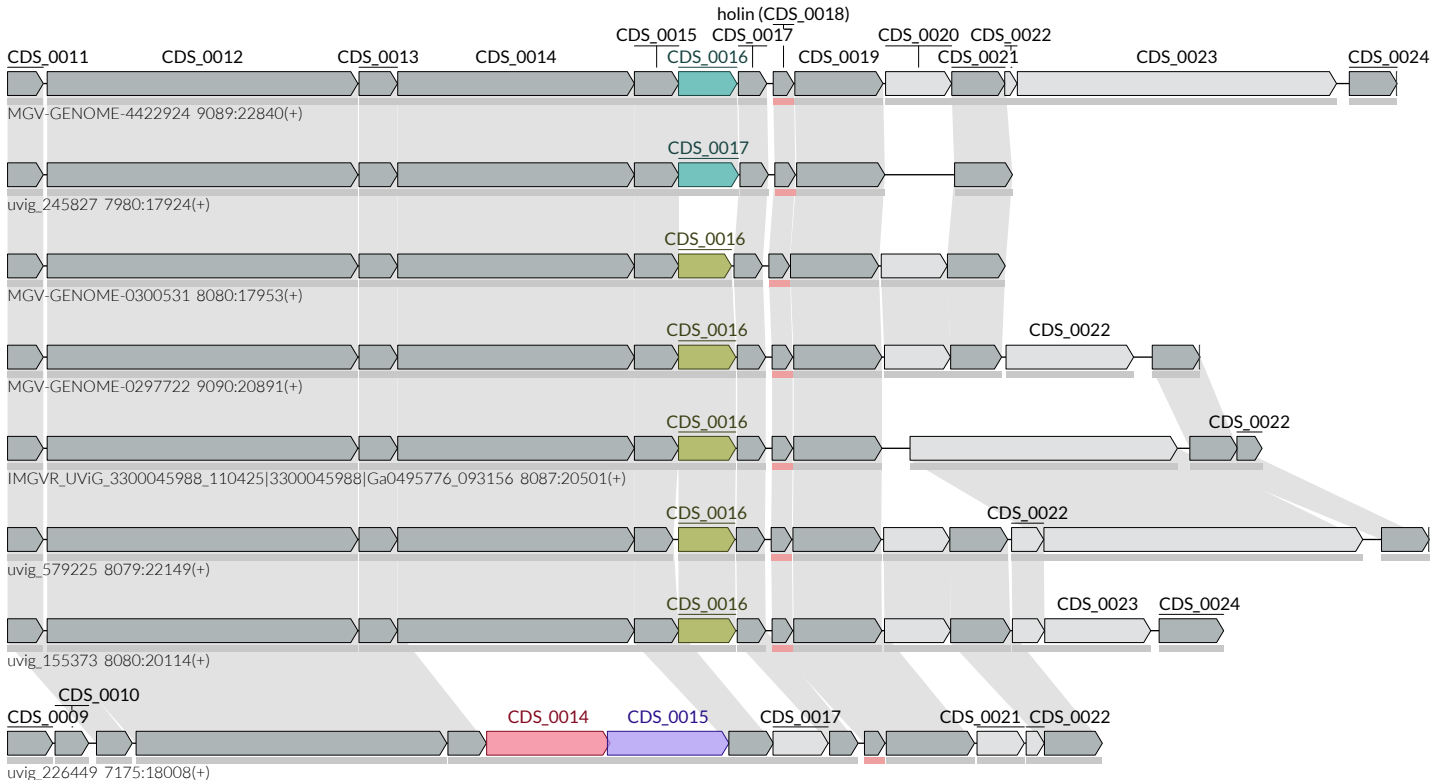 holin (CDS_0018)
CDS_0015 CDS_0017 CDS_0020 CDS_0022
CDS_0011 CDS_0012 CDS_0013 CDS_0014 CDS_0016 CDS_0019 CDS_0021 CDS_0023 CDS_0024
MGV-GENOME-4422924 9089:22840(+)
CDS_0017
uvig_245827 7980:17924(+)
CDS_0016
MGV-GENOME-0300531 8080:17953(+)
CDS_0016 CDS_0022
MGV-GENOME-0297722 9090:20891(+)
CDS_0016 CDS_0022
IMGVR_UViG_3300045988_110425|3300045988|Ga0495776_093156 8087:20501(+)
CDS_0016 CDS_0022
uvig_579225 8079:22149(+)
CDS_0016 CDS_0023 CDS_0024
uvig_155373 8080:20114(+)
CDS_0010
CDS_0009 CDS_0014 CDS_0015 CDS_0017 CDS_0021 CDS_0022
uvig_226449 7175:18008(+)